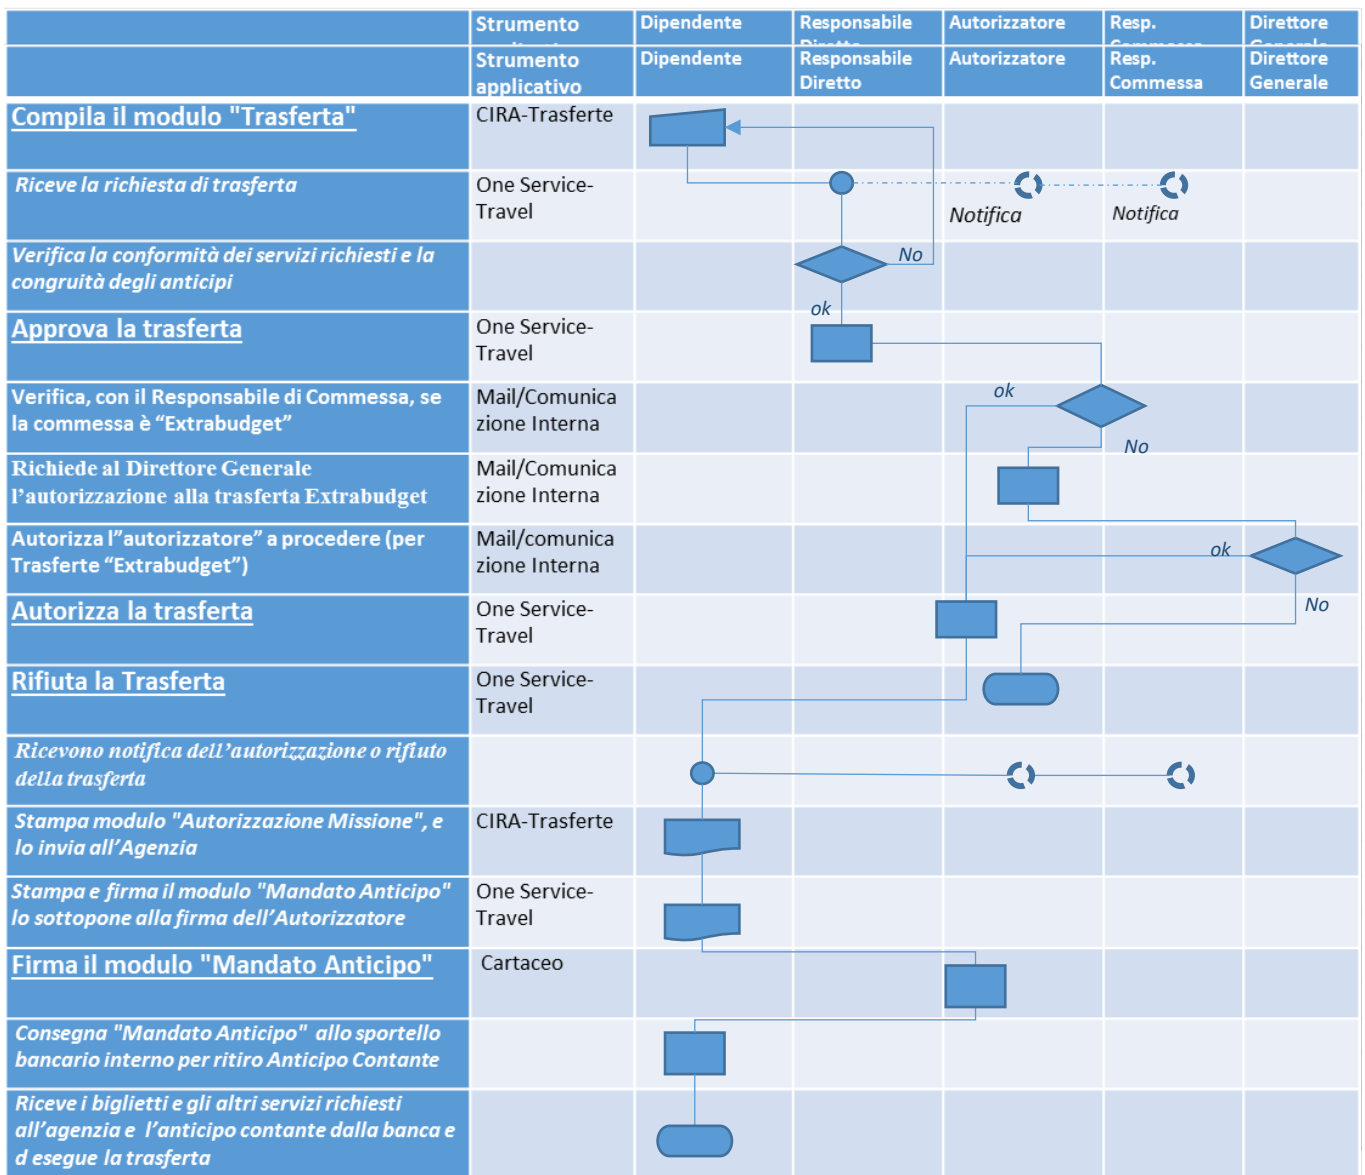 Strumento Dipendente Responsabile Autorizzatore Resp. Direttore
Diretto Commessa Generale
Strumento Dipendente Responsabile Autorizzatore Resp. Direttore
applicativo Diretto Commessa Generale
Compila il modulo "Trasferta" CIRA-Trasferte
Riceve la richiesta di trasferta One Service-
Travel
Notifica Notifica
Verifica la conformità dei servizi richiesti e la
congruità degli anticipi
No
ok
Approva la trasferta One Service-
Travel
Verifica, con il Responsabile di Commessa, se Mail/Comunica
la commessa è “Extrabudget” zione Interna
ok
No
Richiede al Direttore Generale Mail/Comunica
l’autorizzazione alla trasferta Extrabudget zione Interna
Autorizza l”autorizzatore” a procedere (per Mail/comunica
Trasferte “Extrabudget”) zione Interna
ok
No
Autorizza la trasferta One Service-
Travel
Rifiuta la Trasferta One Service-
Travel
Ricevono notifica dell’autorizzazione o rifiuto
della trasferta
Stampa modulo "Autorizzazione Missione", e CIRA-Trasferte
lo invia all’Agenzia
Stampa e firma il modulo "Mandato Anticipo" One Service-
lo sottopone alla firma dell’Autorizzatore Travel
Firma il modulo "Mandato Anticipo" Cartaceo
Consegna "Mandato Anticipo" allo sportello
bancario interno per ritiro Anticipo Contante
Riceve i biglietti e gli altri servizi richiesti
all’agenzia e l’anticipo contante dalla banca e
d esegue la trasferta